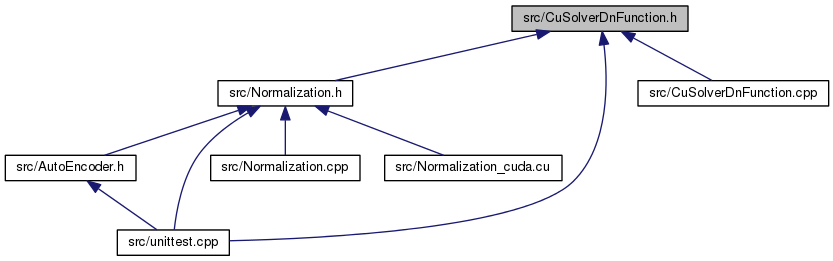 src/CuSolverDnFunction.h
src/Normalization.h
src/CuSolverDnFunction.cpp
src/AutoEncoder.h
src/Normalization.cpp
src/Normalization_cuda.cu
src/unittest.cpp